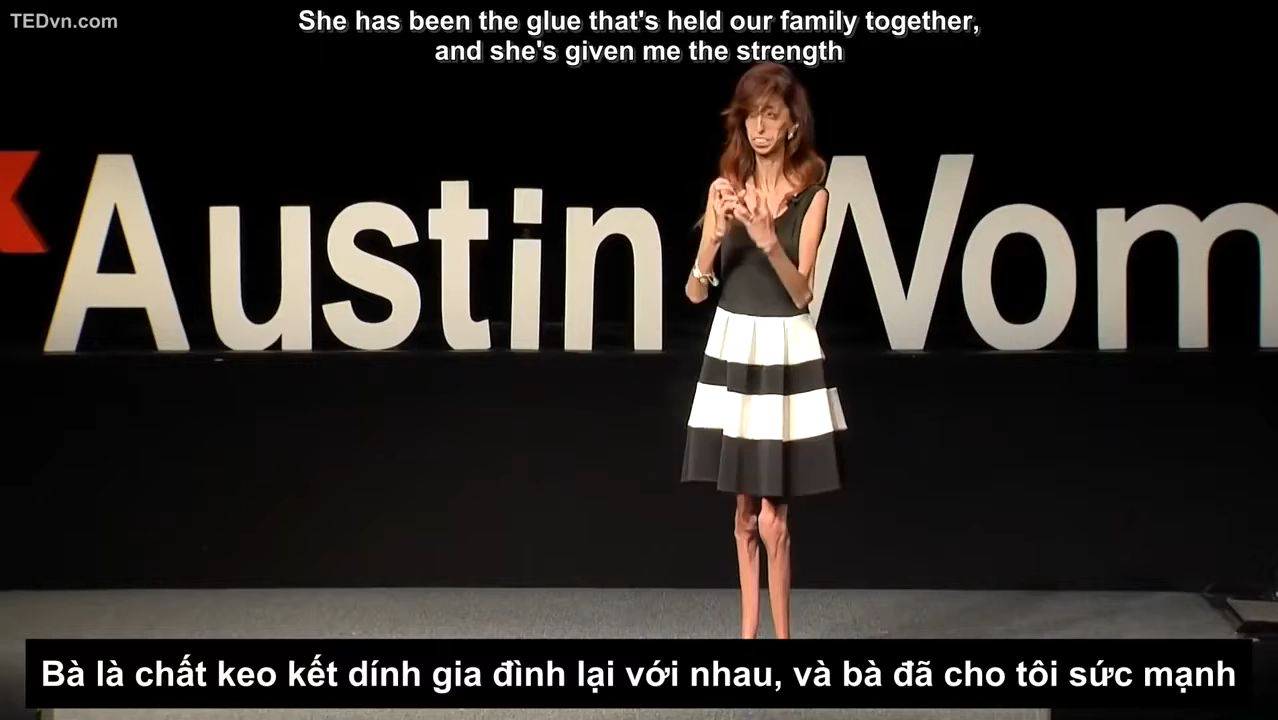 TEDvn.com
She has been the glue that's held our family together,
and she's given me the strength
x Austin Wom
Bà là chất keo kết dính gia đình lại với nhau, và bà đã cho tôi sức mạnh